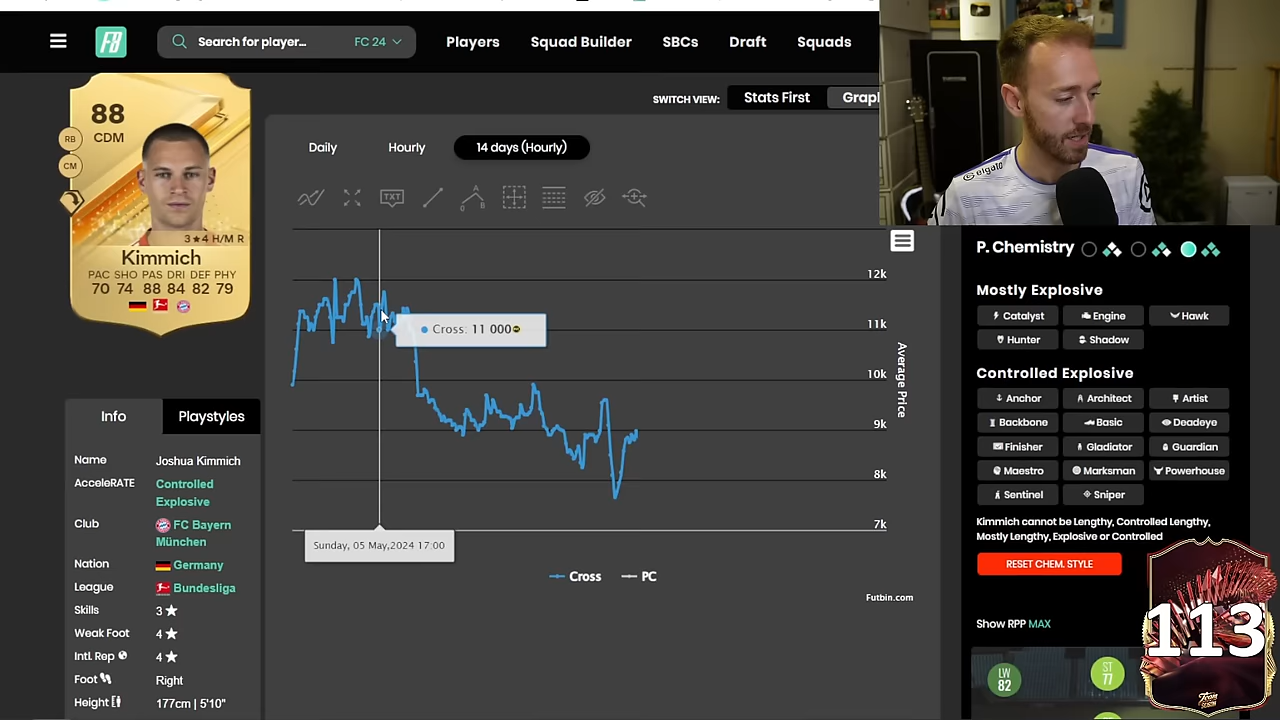 FB
Search for player...
FC 24
Players
Squad Builder
SBCs
Draft
Squads
88
CDM
RB
CM
3★4 H/M R
Kimmich
PAC SHO PAS DRI DEF PHY
70 74 88 84 82 79
SWITCH VIEW:
Stats First
Graph
Daily
Hourly
14 days (Hourly)
TXT
A
B
12k
11k
10k
9k
8k
7k
Average Price
Cross: 11 000
Sunday, 05 May,2024 17:00
Cross
PC
Futbin.com
Info
Playstyles
Name Joshua Kimmich
AcceleRATE Controlled
Explosive
Club FC Bayern
München
Nation Germany
League Bundesliga
Skills 3★
Weak Foot 4★
Intl. Rep 4★
Foot Right
Height 177cm | 5'10"
P. Chemistry
Mostly Explosive
Catalyst
Engine
Hawk
Hunter
Shadow
Controlled Explosive
Anchor
Architect
Artist
Backbone
Basic
Deadeye
Finisher
Gladiator
Guardian
Maestro
Marksman
Powerhouse
Sentinel
Sniper
Kimmich cannot be Lengthy, Controlled Lengthy,
Mostly Lengthy, Explosive or Controlled
RESET CHEM. STYLE
Show RPP MAX
LW
82
ST
77
113
elgato